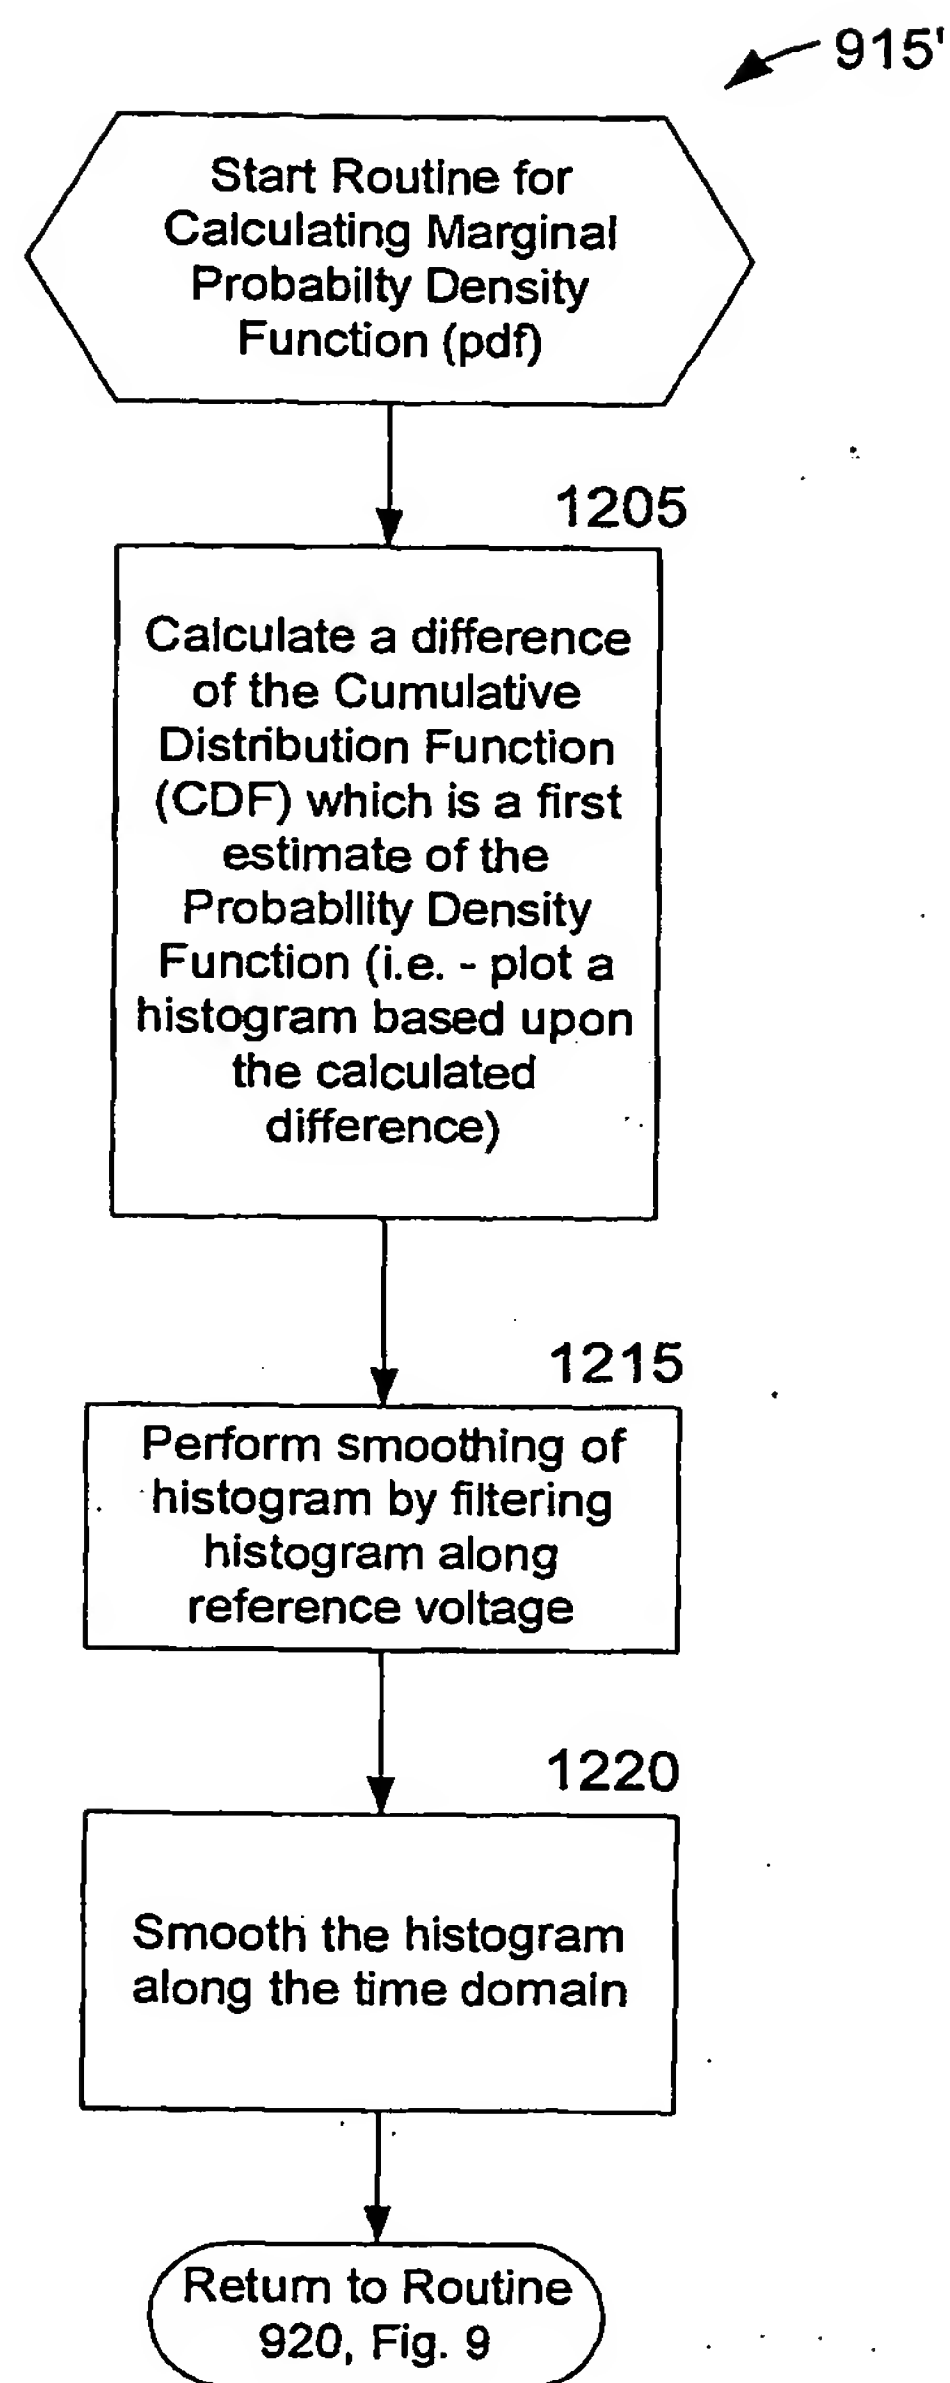 915'
Start Routine for
Calculating Marginal
Probabilty Density
Function (pdf)
1205
Calculate a difference
of the Cumulative
Distribution Function
(CDF) which is a first
estimate of the
Probability Density
Function (i.e. - plot a
histogram based upon
the calculated
difference)
1215
Perform smoothing of
histogram by filtering
histogram along
reference voltage
1220
Smooth the histogram
along the time domain
Return to Routine
920, Fig. 9